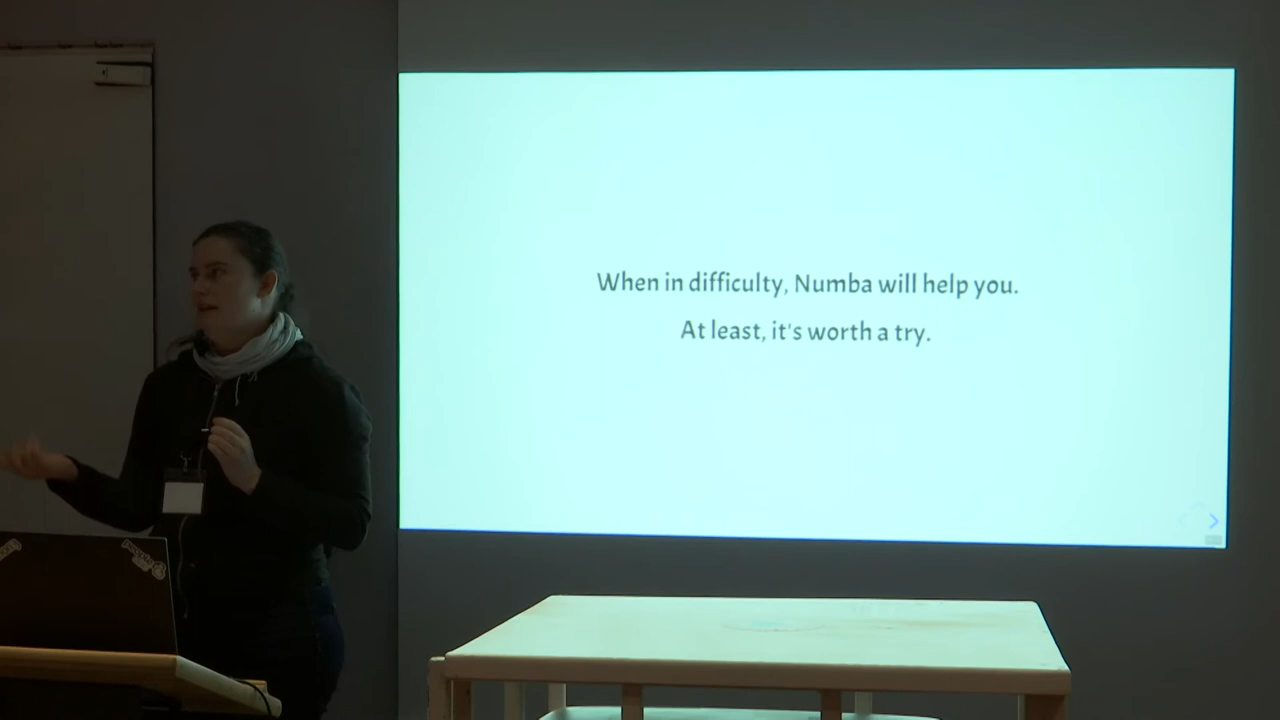 When in difficulty, Numba will help you.
At least, it's worth a try.